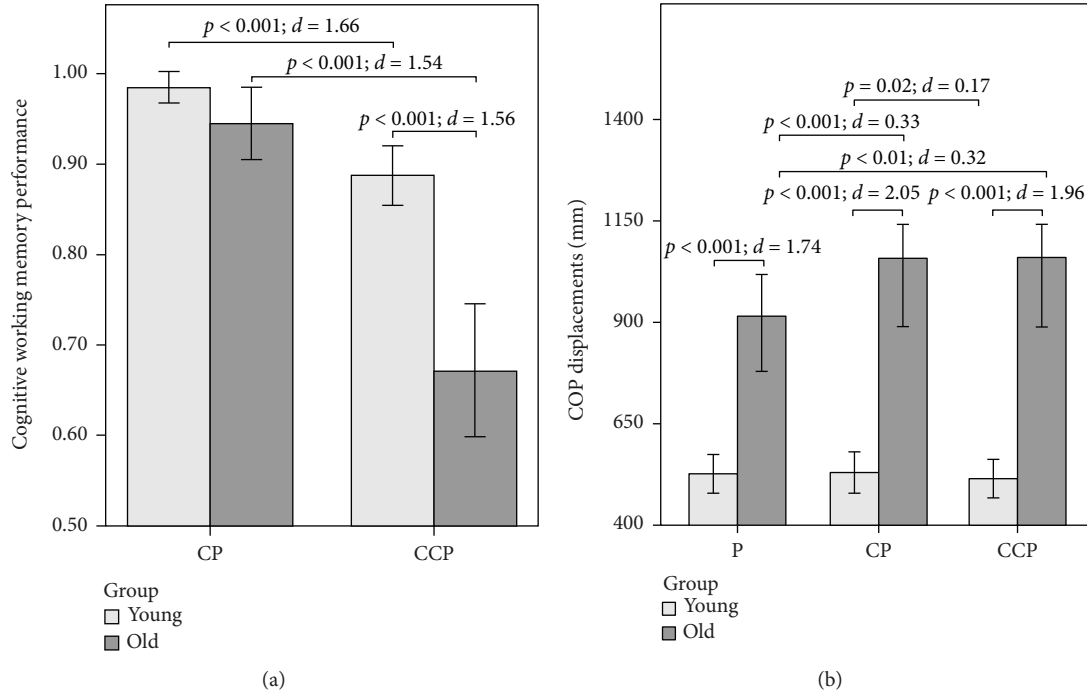 p < 0.001; d = 1.66
p < 0.001; d = 1.54
p < 0.001; d = 1.56
Cognitive working memory performance
1.00
0.90
0.80
0.70
0.60
0.50
CP
CCP
Group
Young
Old
(a)
p = 0.02; d = 0.17
p < 0.001; d = 0.33
p < 0.01; d = 0.32
p < 0.001; d = 2.05
p < 0.001; d = 1.96
p < 0.001; d = 1.74
COP displacements (mm)
1400
1150
900
650
400
P
CP
CCP
Group
Young
Old
(b)